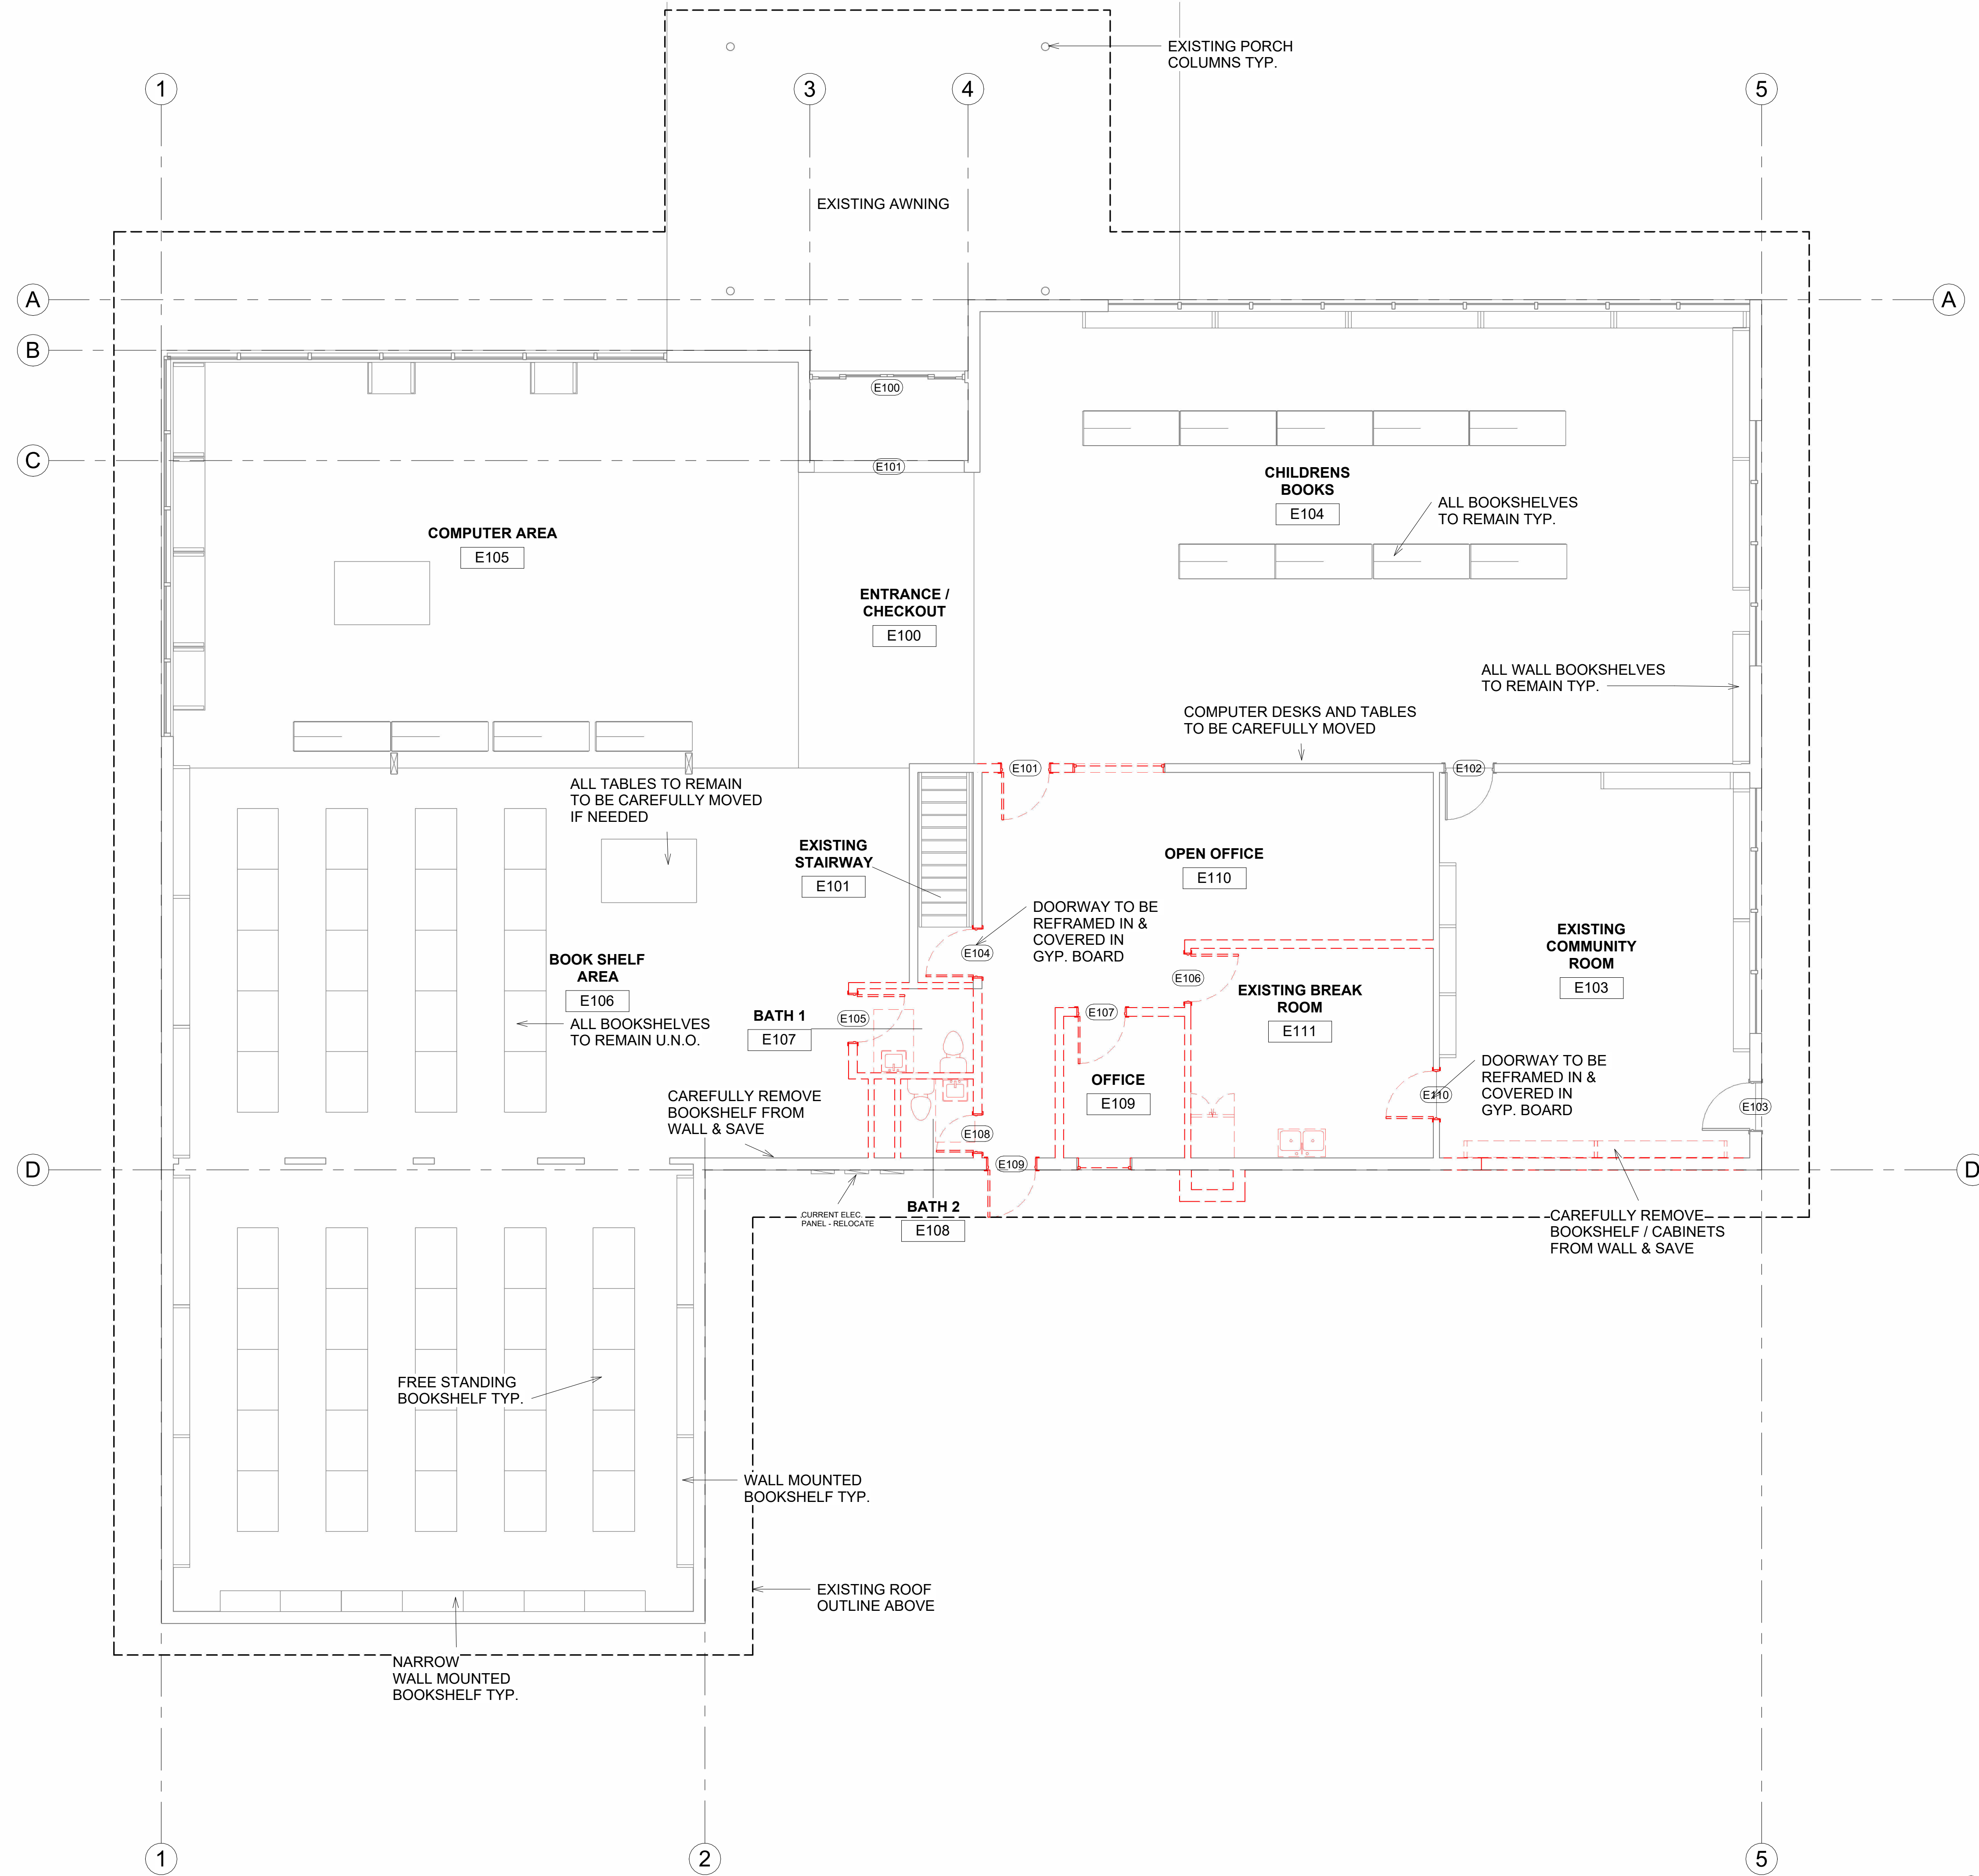 EXISTING PORCH
COLUMNS TYP.
1
3
4
5
EXISTING AWNING
A
A
B
E100
C
E101
CHILDRENS
BOOKS
E104
ALL BOOKSHELVES
TO REMAIN TYP.
COMPUTER AREA
E105
ENTRANCE /
CHECKOUT
E100
ALL WALL BOOKSHELVES
TO REMAIN TYP.
COMPUTER DESKS AND TABLES
TO BE CAREFULLY MOVED
E101
E102
ALL TABLES TO REMAIN
TO BE CAREFULLY MOVED
IF NEEDED
EXISTING
STAIRWAY
E101
OPEN OFFICE
E110
DOORWAY TO BE
REFRAMED IN &
COVERED IN
GYP. BOARD
E104
EXISTING
COMMUNITY
ROOM
E103
BOOK SHELF
AREA
E106
ALL BOOKSHELVES
TO REMAIN U.N.O.
E106
EXISTING BREAK
ROOM
E111
BATH 1
E107
E105
E107
OFFICE
E109
DOORWAY TO BE
REFRAMED IN &
COVERED IN
GYP. BOARD
E110
E103
CAREFULLY REMOVE
BOOKSHELF FROM
WALL & SAVE
E108
E109
D
D
CURRENT ELEC.
PANEL - RELOCATE
BATH 2
E108
CAREFULLY REMOVE
BOOKSHELF / CABINETS
FROM WALL & SAVE
FREE STANDING
BOOKSHELF TYP.
WALL MOUNTED
BOOKSHELF TYP.
EXISTING ROOF
OUTLINE ABOVE
NARROW
WALL MOUNTED
BOOKSHELF TYP.
1
2
5